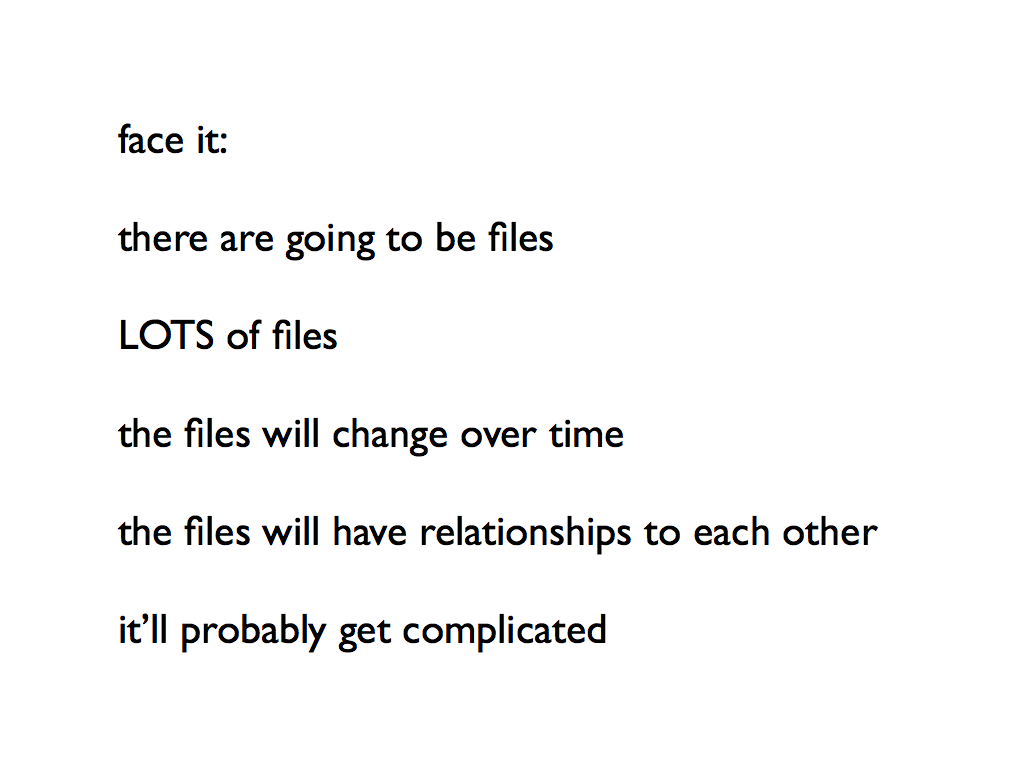 face it:
there are going to be files
LOTS of files
the files will change over time
the files will have relationships to each other
it’ll probably get complicated